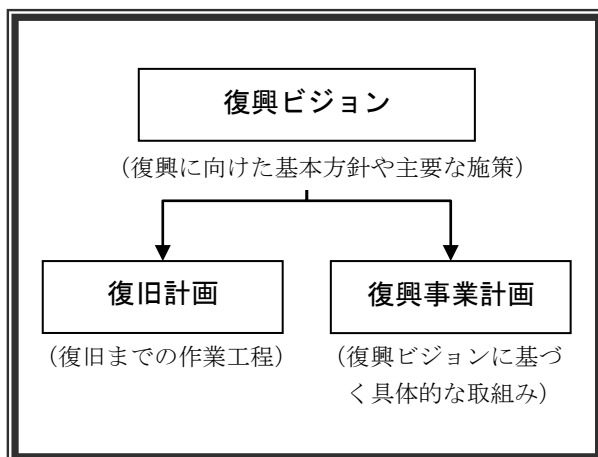 復興ビジョン
（復興に向けた基本方針や主要な施策）
復旧計画
（復旧までの作業工程）
復興事業計画
（復興ビジョンに基づ
く具体的な取組み）